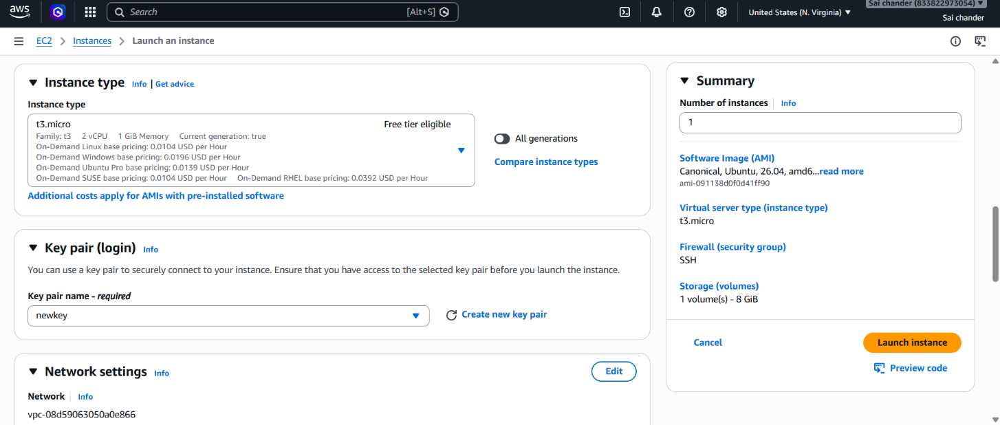 aws
Search [Alt+S]
United States (N. Virginia)
Sai chander (833822973054)
Sai chander
EC2 Instances Launch an instance
Instance type Info | Get advice
Instance type
t3.micro Free tier eligible
Family: t3 2 vCPU 1 GiB Memory Current generation: true
On-Demand Linux base pricing: 0.0104 USD per Hour
On-Demand Windows base pricing: 0.0196 USD per Hour
On-Demand Ubuntu Pro base pricing: 0.0139 USD per Hour
On-Demand SUSE base pricing: 0.0104 USD per Hour On-Demand RHEL base pricing: 0.0392 USD per Hour
All generations
Compare instance types
Additional costs apply for AMIs with pre-installed software
Key pair (login) Info
You can use a key pair to securely connect to your instance. Ensure that you have access to the selected key pair before you launch the instance.
Key pair name - required
newkey
Create new key pair
Network settings Info
Edit
Network Info
vpc-08d59063050a0e866
Summary
Number of instances Info
1
Software Image (AMI)
Canonical, Ubuntu, 26.04, amd6...read more
ami-091138d0f0d41ff90
Virtual server type (instance type)
t3.micro
Firewall (security group)
SSH
Storage (volumes)
1 volume(s) - 8 GiB
Cancel
Launch instance
Preview code